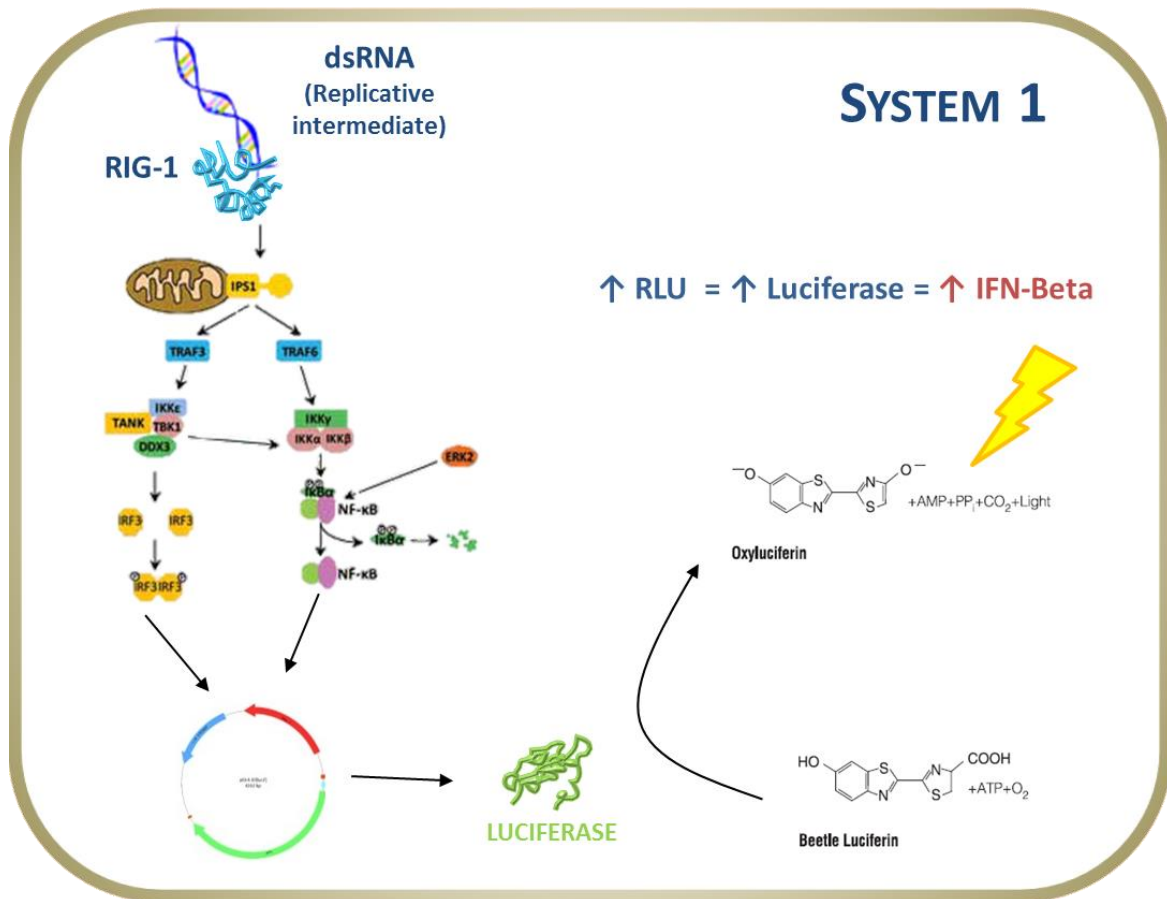 dsRNA
(Replicative
intermediate)
SYSTEM 1
RIG-1
IPS1
↑ RLU = ↑ Luciferase = ↑ IFN-Beta
TRAF3
TRAF6
IKKε
TANK
TBK1
DDX3
IKKγ
IKKα IKKβ
ERK2
P P
IκBα
NF-κB
P P
IκBα
IRF3 IRF3
NF-κB
P P
IRF3 IRF3
O⁻ S N S N O⁻
+AMP+PPi+CO2+Light
Oxyluciferin
LUCIFERASE
HO S N S N COOH
+ATP+O2
Beetle Luciferin